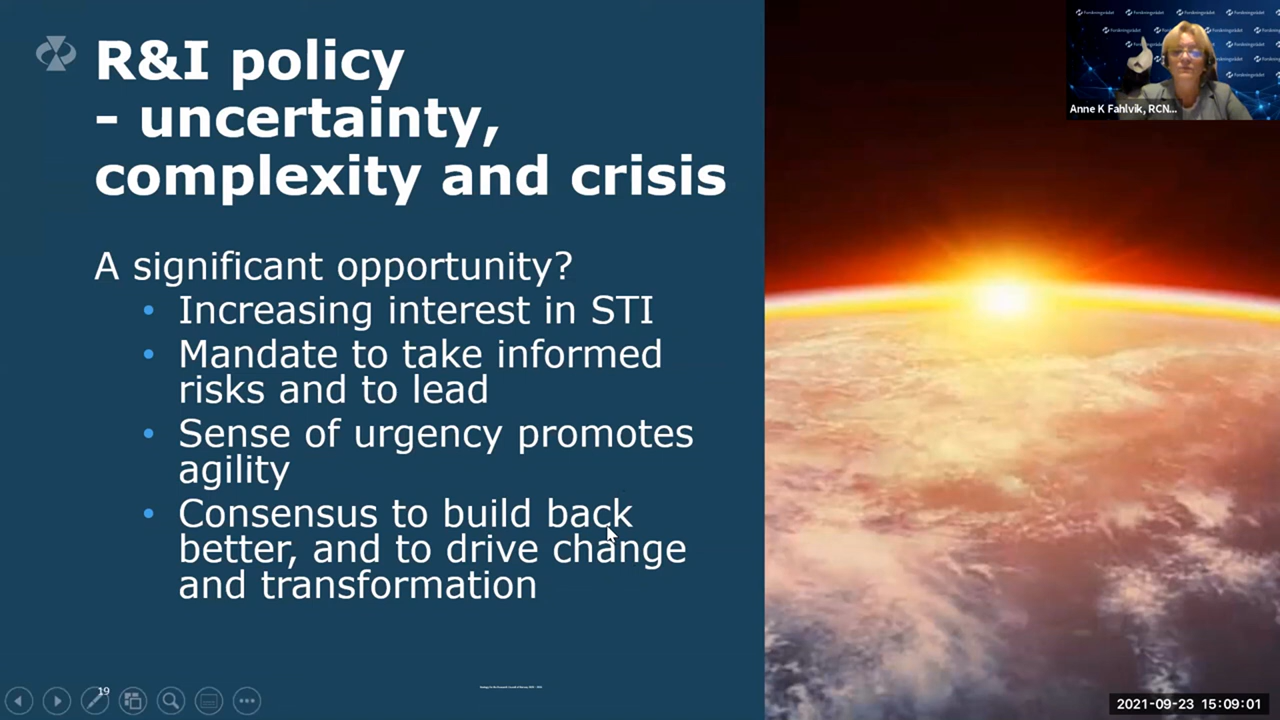 R&I policy
- uncertainty,
complexity and crisis
A significant opportunity?
• Increasing interest in STI
• Mandate to take informed
risks and to lead
• Sense of urgency promotes
agility
• Consensus to build back
better, and to drive change
and transformation
19
Forskningsrådet
Anne K Fahlvik, RCN...
2021-09-23 15:09:01